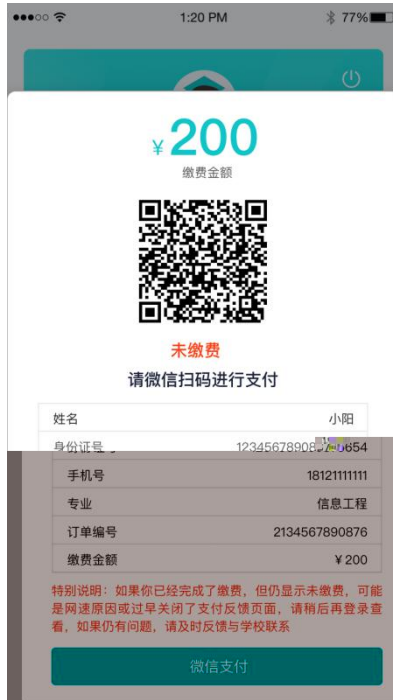 1:20 PM
77%
¥200
缴费金额
未缴费
请微信扫码进行支付
姓名 小阳
手机号 18121111111
专业 信息工程
订单编号 2134567890876
缴费金额 ¥200
特别说明：如果你已经完成了缴费，但仍显示未缴费，可能
是网速原因或过早关闭了支付反馈页面，请稍后再登录查
看，如果仍有问题，请及时反馈与学校联系
微信支付